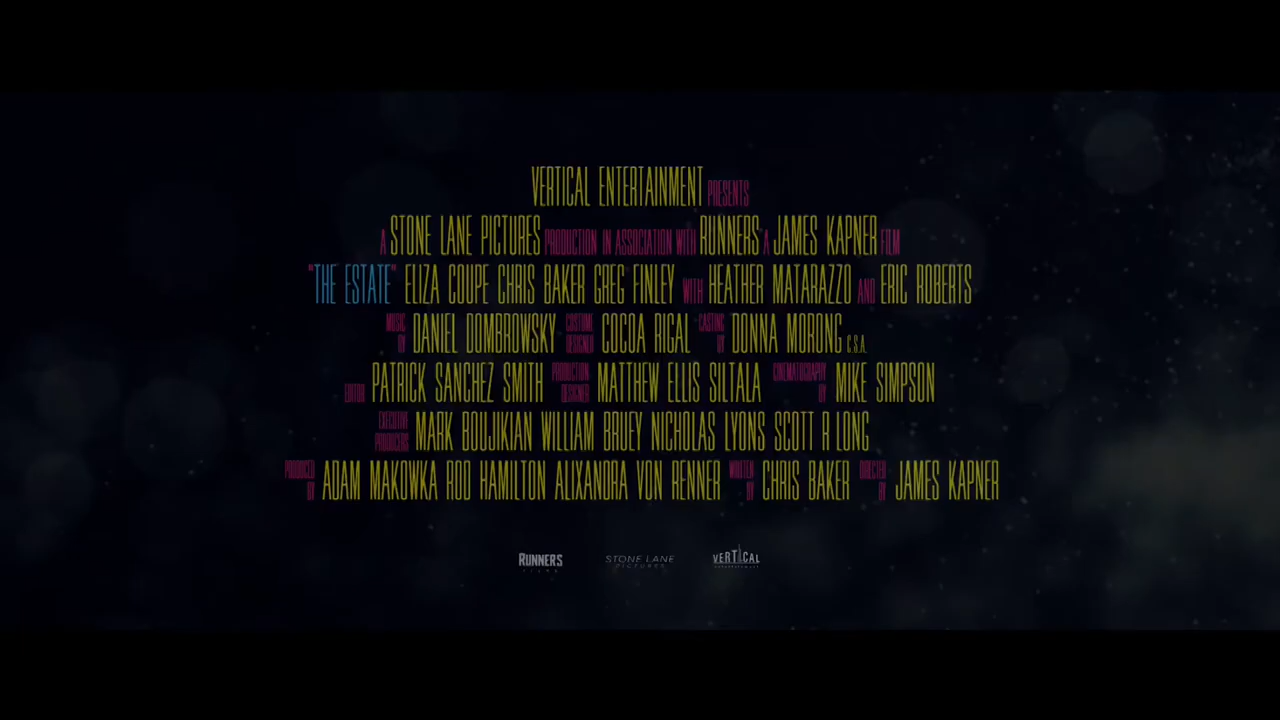 VERTICAL ENTERTAINMENT PRESENTS
A STONE LANE PICTURES PRODUCTION IN ASSOCIATION WITH RUNNERS A JAMES KAPNER FILM
"THE ESTATE" ELIZA COUPE CHRIS BAKER GREG FINLEY WITH HEATHER MATARAZZO AND ERIC ROBERTS
MUSIC BY DANIEL DOMBROWSKY COSTUME DESIGNER COCOA RIGAL CASTING BY DONNA MORONG C.S.A.
EDITOR PATRICK SANCHEZ SMITH PRODUCTION DESIGNER MATTHEW ELLIS SILTALA CINEMATOGRAPHY BY MIKE SIMPSON
EXECUTIVE PRODUCERS MARK BOUJIKIAN WILLIAM BRUEY NICHOLAS LYONS SCOTT R LONG
PRODUCED BY ADAM MAKOWKA ROD HAMILTON ALIXANDRA VON RENNER WRITTEN BY CHRIS BAKER DIRECTED BY JAMES KAPNER
RUNNERS FILMS STONE LANE PICTURES VERTICAL ENTERTAINMENT